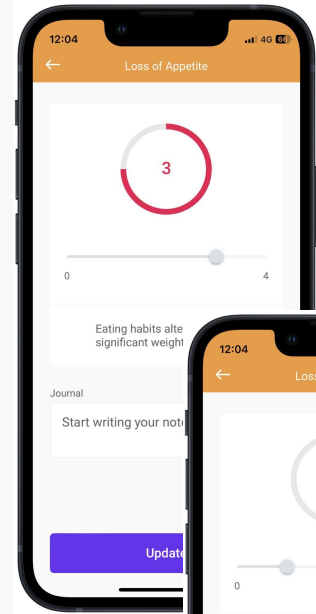 12:04
4G 66
Loss of Appetite
3
0
4
Eating habits alte
significant weight
Journal
Start writing your note
Update
12:04
Loss
0